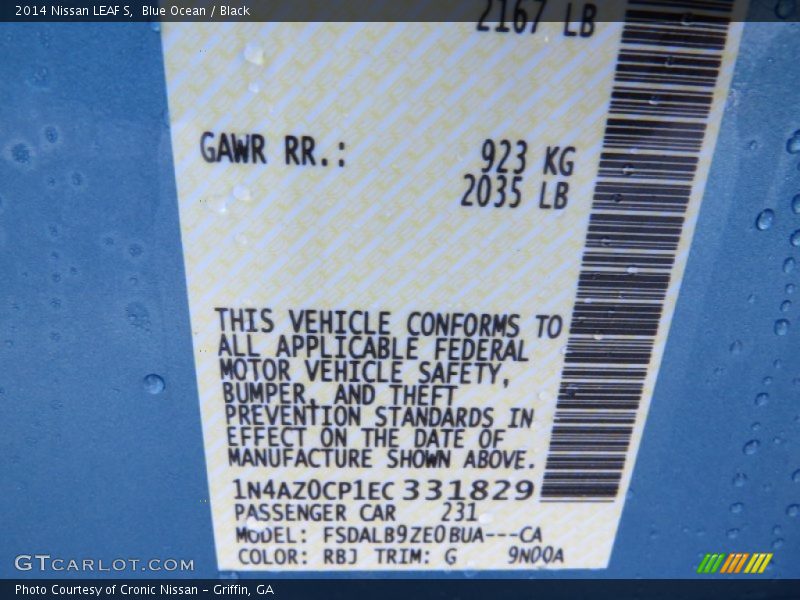 2014 Nissan LEAF S,  Blue Ocean / Black
2167 LB
GAWR RR.: 923 KG
2035 LB
THIS VEHICLE CONFORMS TO
ALL APPLICABLE FEDERAL
MOTOR VEHICLE SAFETY,
BUMPER, AND THEFT
PREVENTION STANDARDS IN
EFFECT ON THE DATE OF
MANUFACTURE SHOWN ABOVE.
1N4AZ0CP1EC331829
PASSENGER CAR 231
MODEL: FSDALB9ZE0BUA---CA
COLOR: RBJ TRIM: G 9N00A
GTCARLOT.COM
Photo Courtesy of Cronic Nissan - Griffin, GA